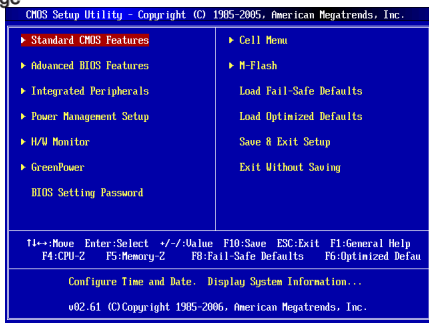 ge
CMOS Setup Utility - Copyright (C) 1985-2005, American Megatrends, Inc.
▶ Standard CMOS Features
▶ Advanced BIOS Features
▶ Integrated Peripherals
▶ Power Management Setup
▶ H/W Monitor
▶ GreenPower
BIOS Setting Password
▶ Cell Menu
▶ M-Flash
Load Fail-Safe Defaults
Load Optimized Defaults
Save & Exit Setup
Exit Without Saving
↑↓←→:Move Enter:Select +/-/:Value F10:Save ESC:Exit F1:General Help
F4:CPU-Z F5:Memory-Z F8:Fail-Safe Defaults F6:Optimized Defau
Configure Time and Date. Display System Information...
v02.61 (C)Copyright 1985-2006, American Megatrends, Inc.